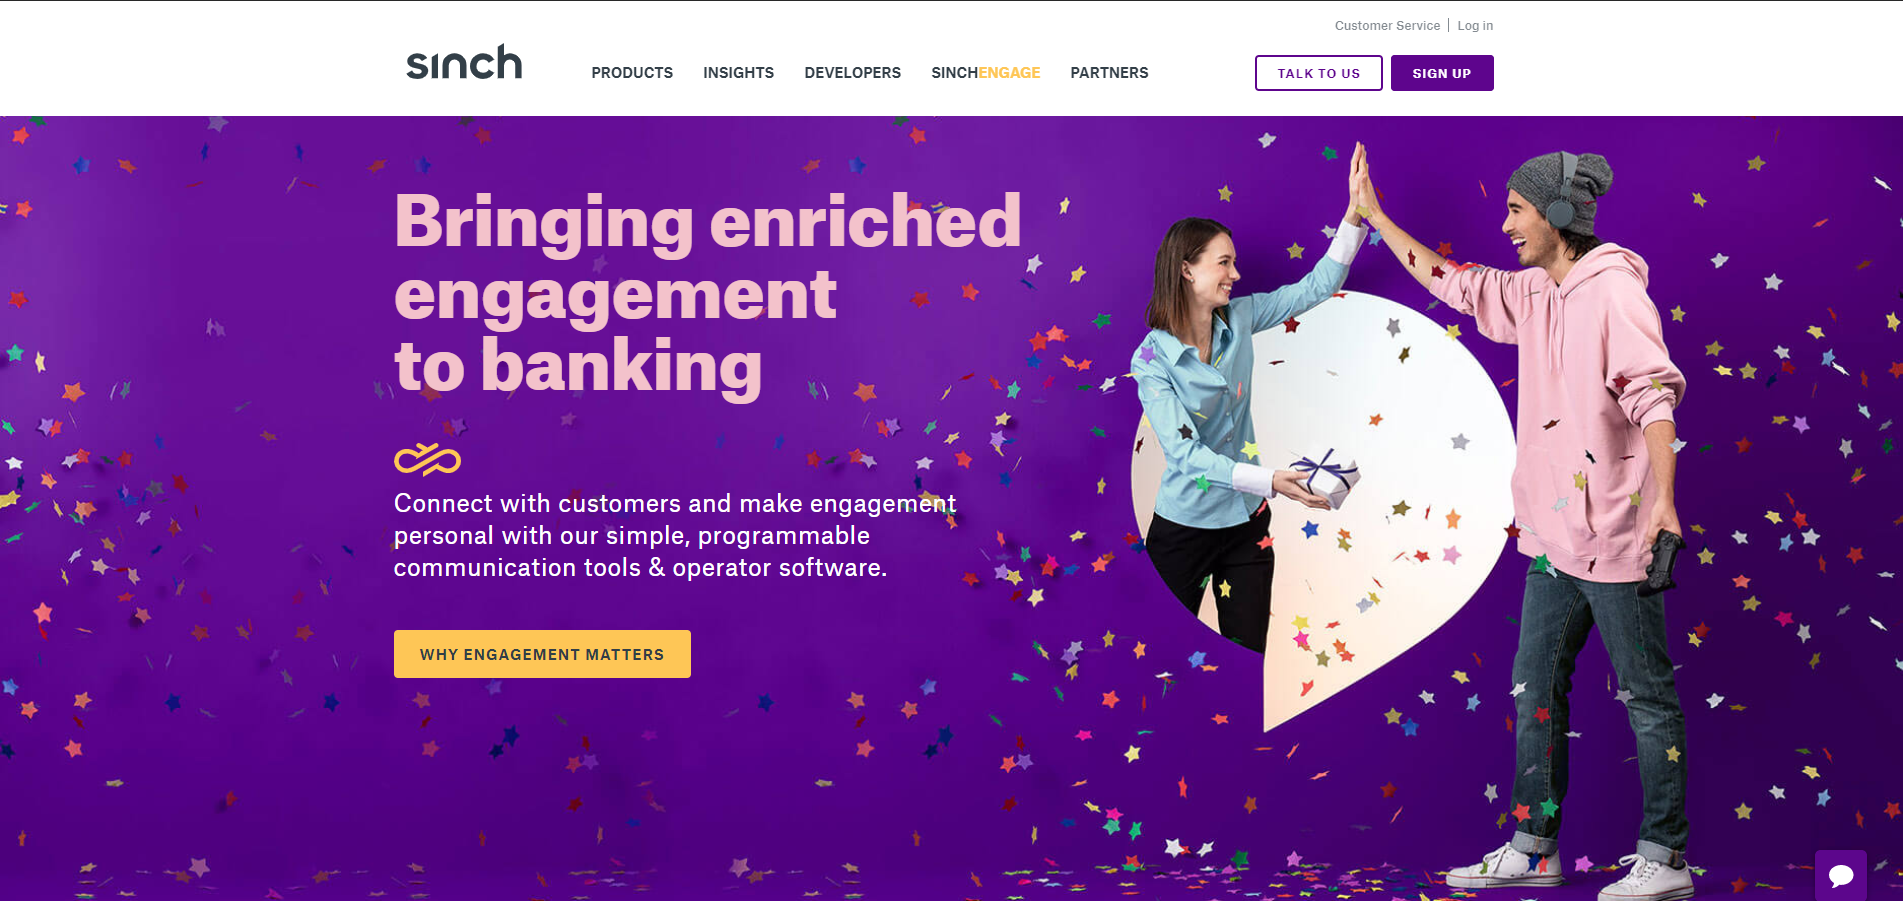 Customer Service | Log in
sinch
PRODUCTS INSIGHTS DEVELOPERS SINCHENGAGE PARTNERS
TALK TO US SIGN UP
Bringing enriched
engagement
to banking
Connect with customers and make engagement
personal with our simple, programmable
communication tools & operator software.
WHY ENGAGEMENT MATTERS